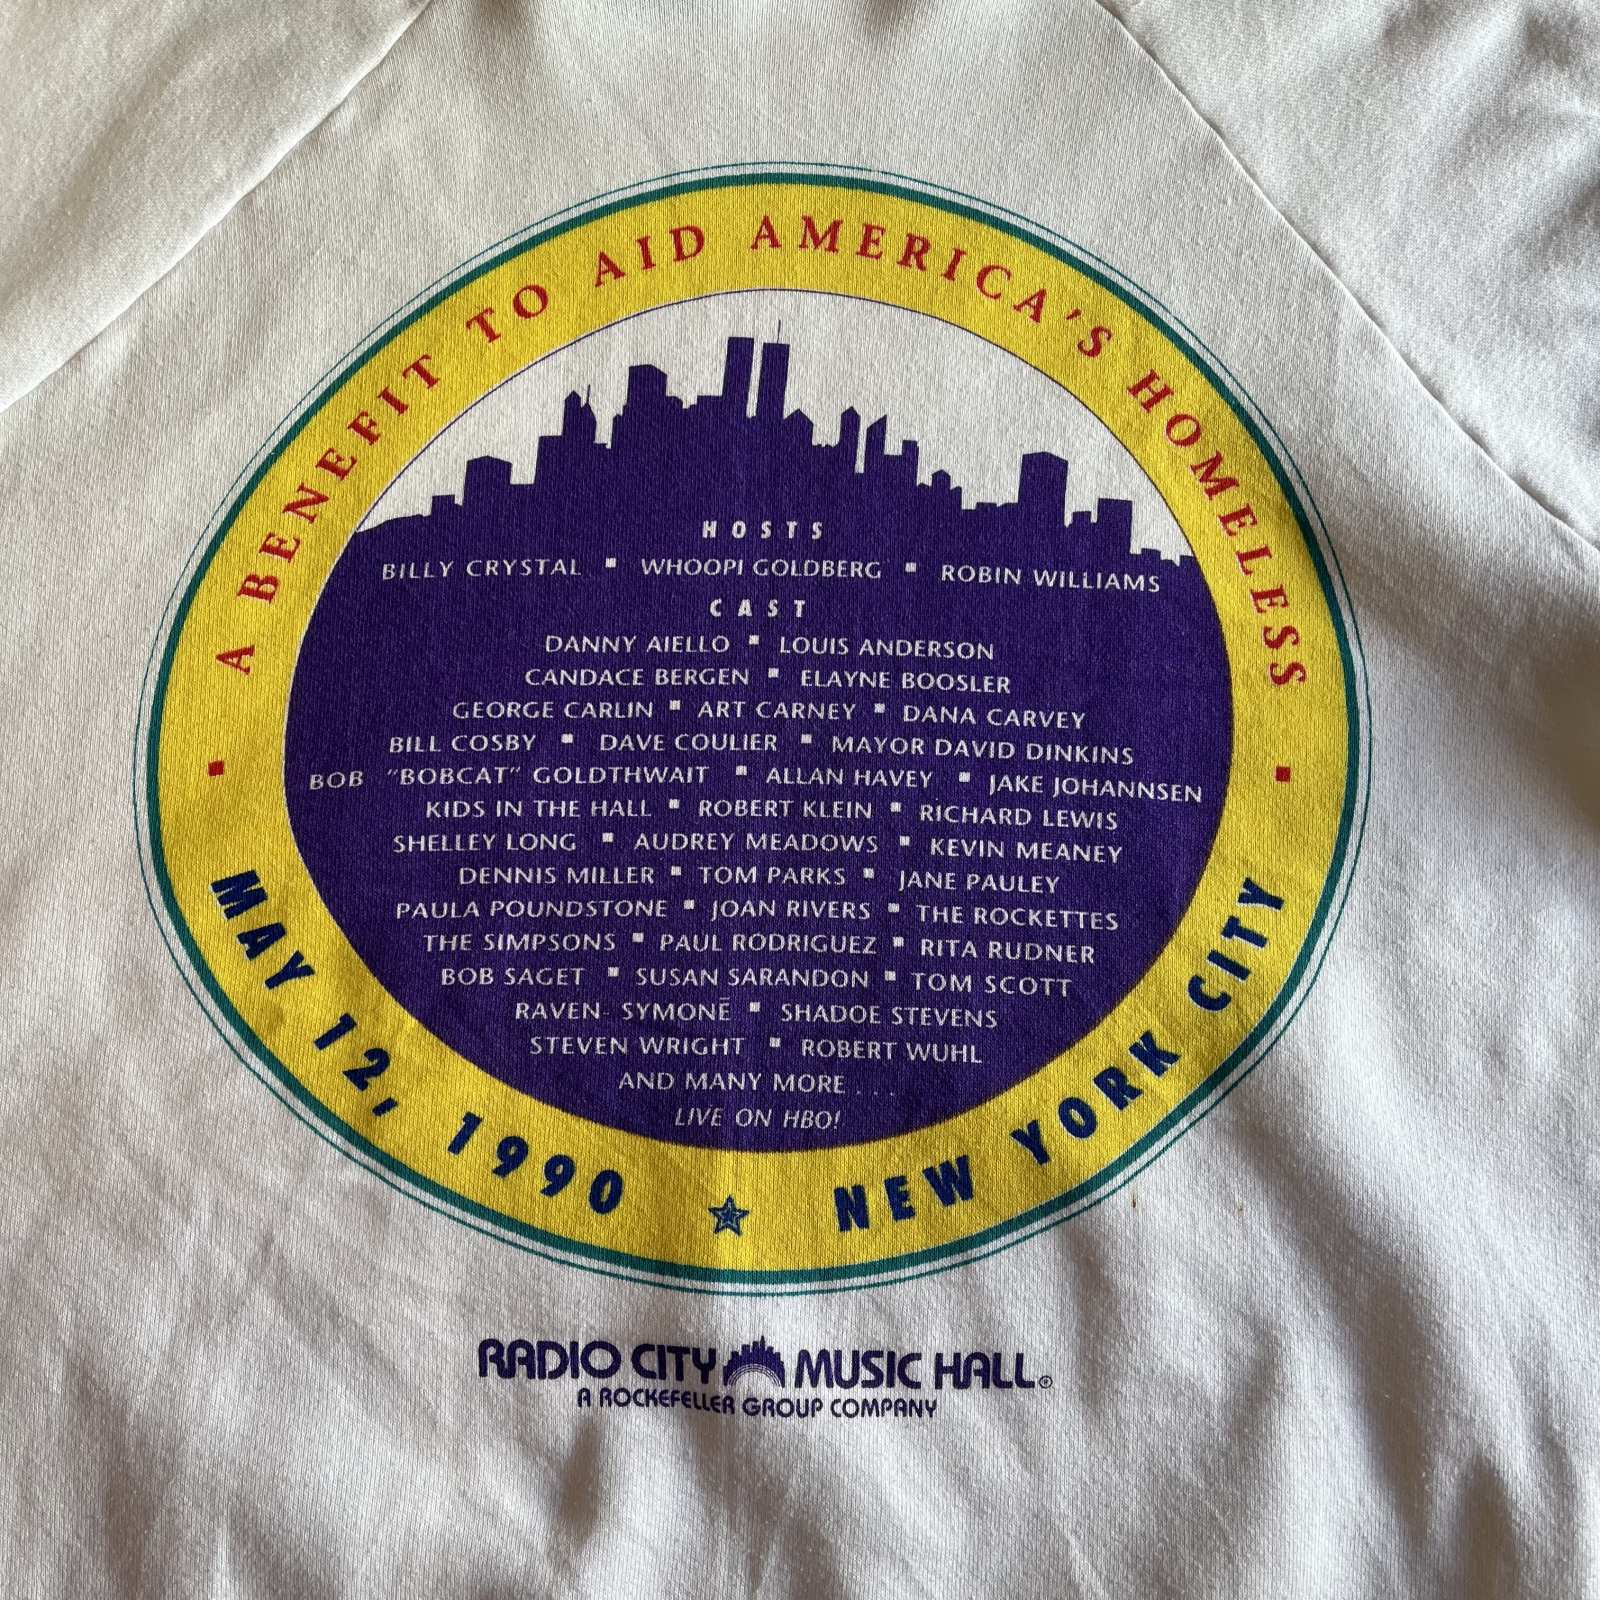 A BENEFIT TO AID AMERICA'S HOMELESS
HOSTS
BILLY CRYSTAL ▪ WHOOPI GOLDBERG ▪ ROBIN WILLIAMS
CAST
DANNY AIELLO ▪ LOUIS ANDERSON
CANDACE BERGEN ▪ ELAYNE BOOSLER
GEORGE CARLIN ▪ ART CARNEY ▪ DANA CARVEY
BILL COSBY ▪ DAVE COULIER ▪ MAYOR DAVID DINKINS
BOB "BOBCAT" GOLDTHWAIT ▪ ALLAN HAVEY ▪ JAKE JOHANNSEN
KIDS IN THE HALL ▪ ROBERT KLEIN ▪ RICHARD LEWIS
SHELLEY LONG ▪ AUDREY MEADOWS ▪ KEVIN MEANEY
DENNIS MILLER ▪ TOM PARKS ▪ JANE PAULEY
PAULA POUNDSTONE ▪ JOAN RIVERS ▪ THE ROCKETTES
THE SIMPSONS ▪ PAUL RODRIGUEZ ▪ RITA RUDNER
BOB SAGET ▪ SUSAN SARANDON ▪ TOM SCOTT
RAVEN- SYMONĒ ▪ SHADOE STEVENS
STEVEN WRIGHT ▪ ROBERT WUHL
AND MANY MORE . . .
LIVE ON HBO!
MAY 12, 1990 ★ NEW YORK CITY
RADIO CITY MUSIC HALL®
A ROCKEFELLER GROUP COMPANY